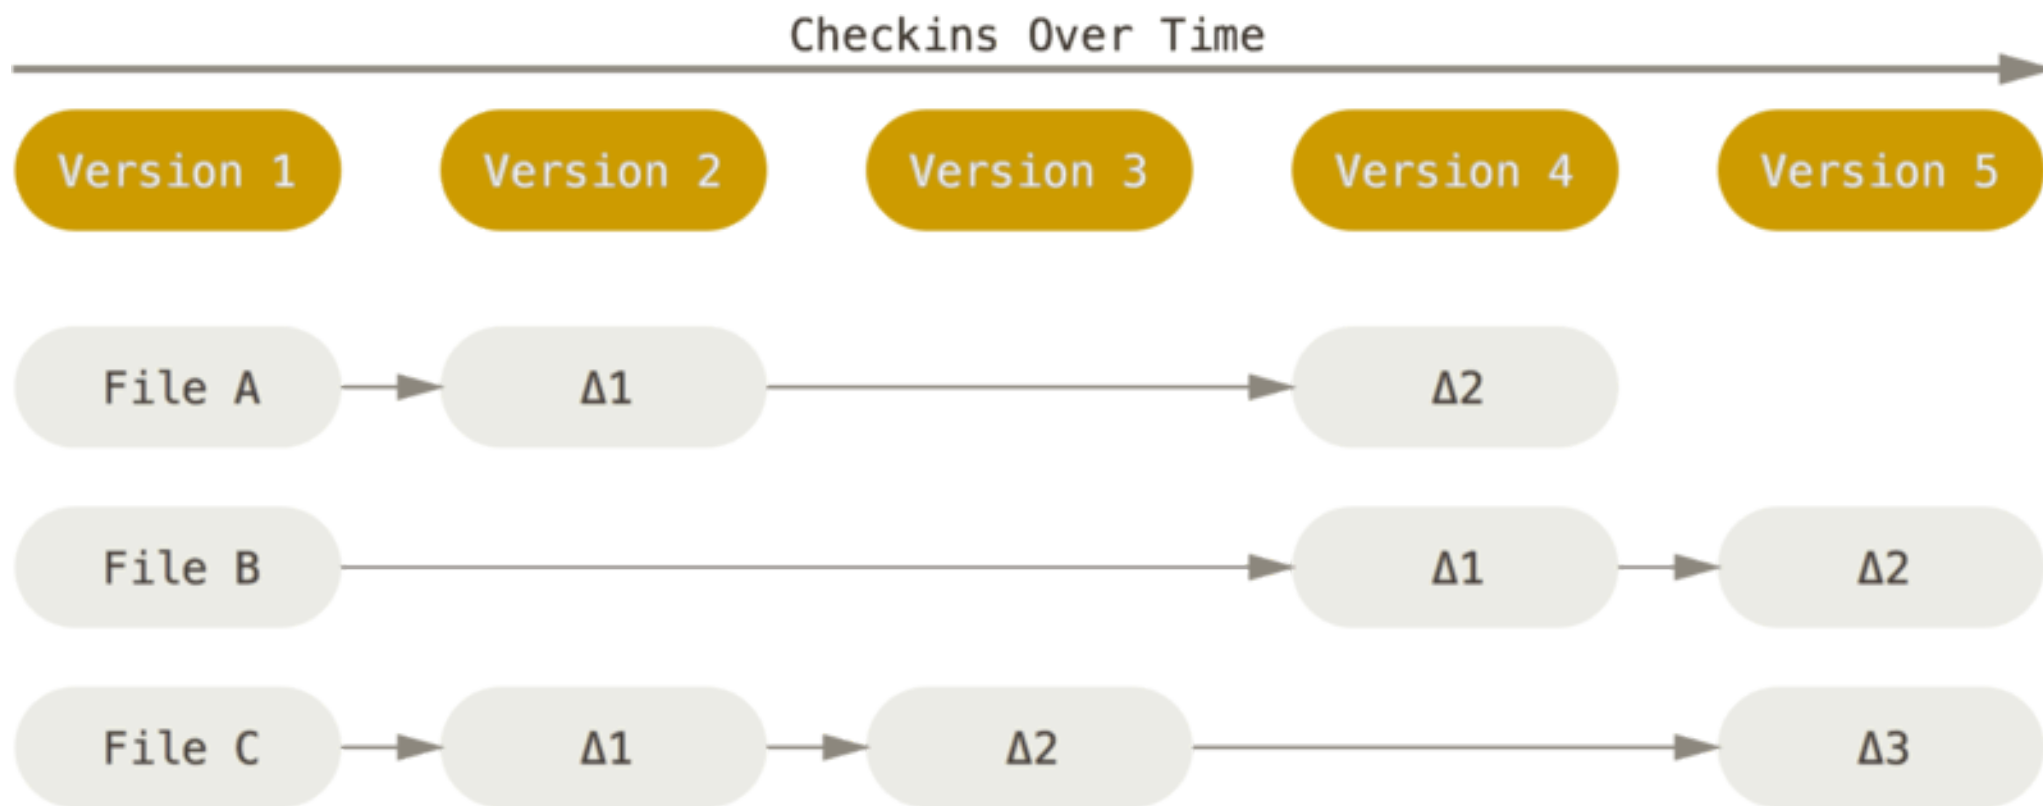 Checkins Over Time
Version 1 Version 2 Version 3 Version 4 Version 5
File A Δ1 Δ2
File B Δ1 Δ2
File C Δ1 Δ2 Δ3